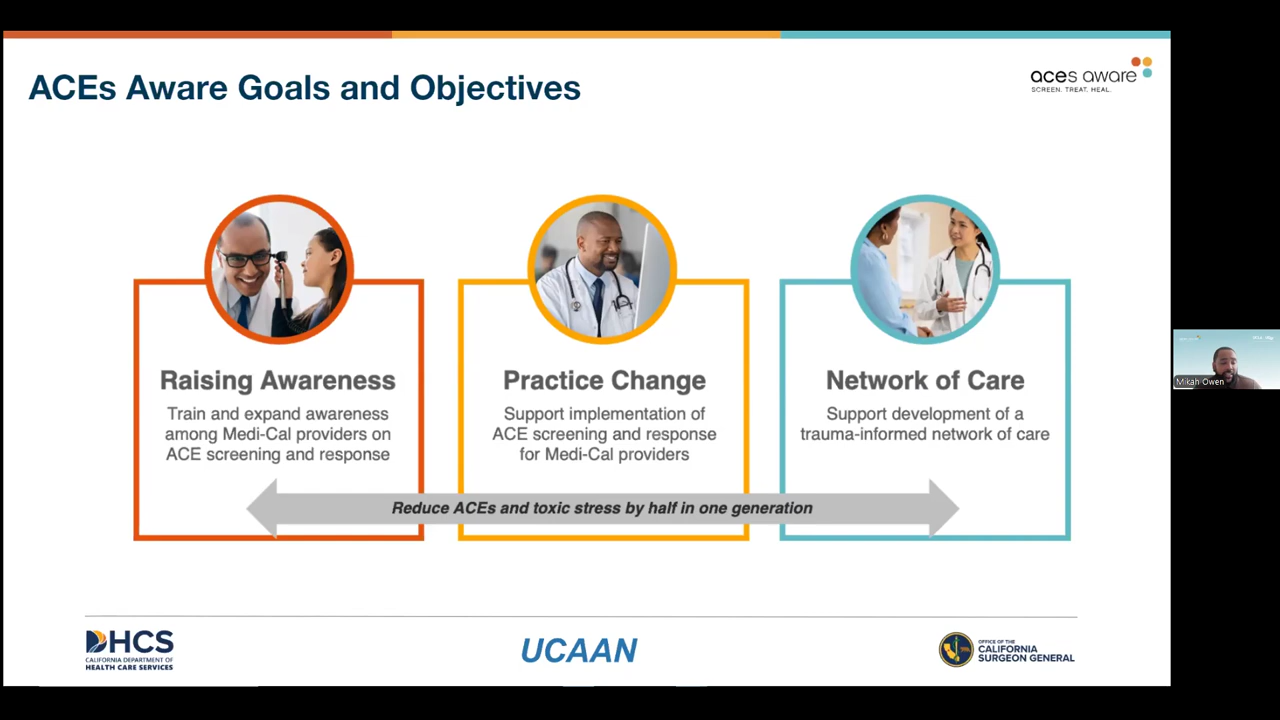 ACEs Aware Goals and Objectives
aces aware
SCREEN. TREAT. HEAL.
Raising Awareness
Train and expand awareness
among Medi-Cal providers on
ACE screening and response
Practice Change
Support implementation of
ACE screening and response
for Medi-Cal providers
Network of Care
Support development of a
trauma-informed network of care
Reduce ACEs and toxic stress by half in one generation
DHCS
CALIFORNIA DEPARTMENT OF
HEALTH CARE SERVICES
UCAAN
OFFICE OF THE
CALIFORNIA
SURGEON GENERAL
Mikah Owen